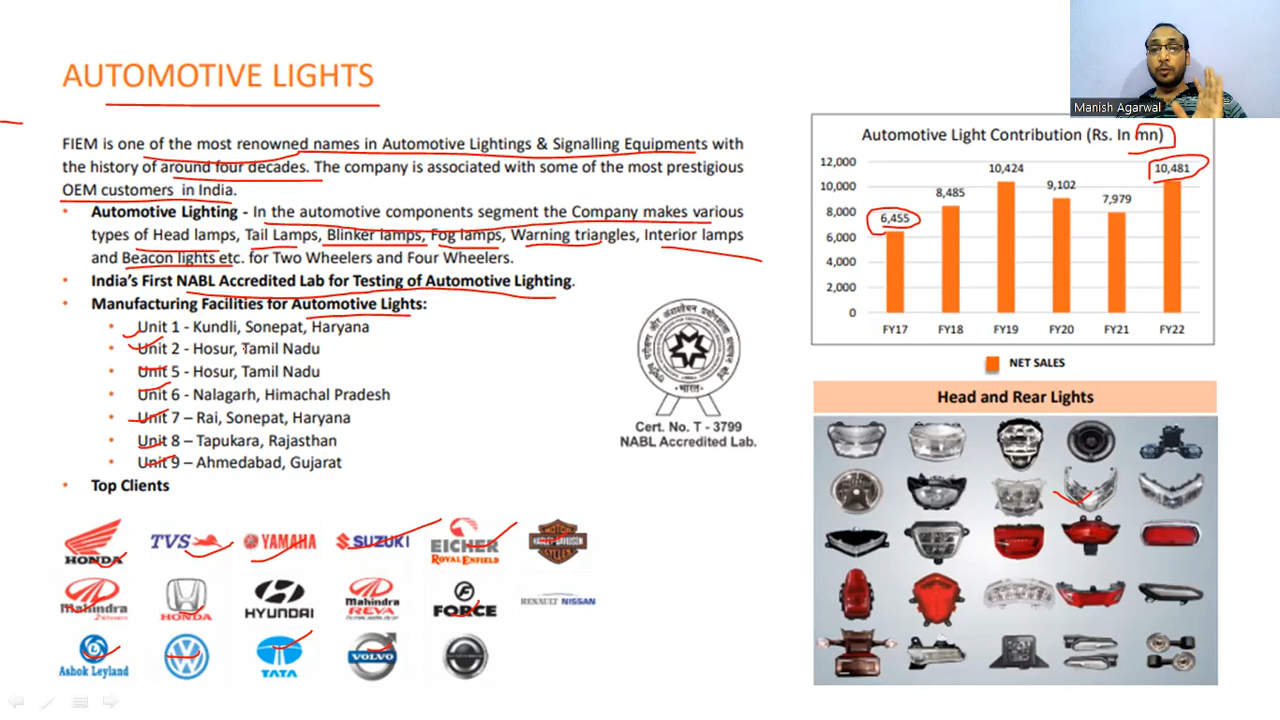 AUTOMOTIVE LIGHTS
Manish Agarwal
FIEM is one of the most renowned names in Automotive Lightings & Signalling Equipments with
the history of around four decades. The company is associated with some of the most prestigious
OEM customers in India.
• Automotive Lighting - In the automotive components segment the Company makes various
types of Head lamps, Tail Lamps, Blinker lamps, Fog lamps, Warning triangles, Interior lamps
and Beacon lights etc. for Two Wheelers and Four Wheelers.
• India's First NABL Accredited Lab for Testing of Automotive Lighting.
• Manufacturing Facilities for Automotive Lights:
• Unit 1 - Kundli, Sonepat, Haryana
• Unit 2 - Hosur, Tamil Nadu
• Unit 5 - Hosur, Tamil Nadu
• Unit 6 - Nalagarh, Himachal Pradesh
• Unit 7 – Rai, Sonepat, Haryana
• Unit 8 – Tapukara, Rajasthan
• Unit 9 – Ahmedabad, Gujarat
• Top Clients
भारत
Cert. No. T - 3799
NABL Accredited Lab.
HONDA
TVS
YAMAHA
SUZUKI
EICHER
ROYAL ENFIELD
MOTOR
HARLEY-DAVIDSON
CYCLES
Mahindra
HONDA
HYUNDAI
Mahindra
REVA
FORCE
RENAULT NISSAN
Ashok Leyland
TATA
VOLVO
Automotive Light Contribution (Rs. In mn)
12,000
10,000
8,000
6,000
4,000
2,000
0
6,455
8,485
10,424
9,102
7,979
10,481
FY17
FY18
FY19
FY20
FY21
FY22
NET SALES
Head and Rear Lights